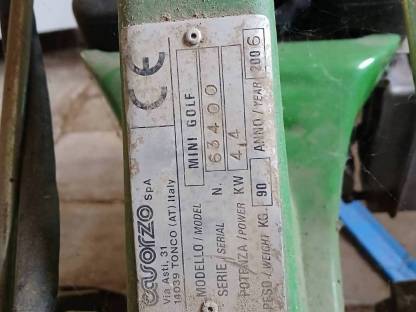 casorzo SpA
Via Asti, 31
14039 TONCO (AT) Italy
CE
MODELLO / MODEL MINI GOLF
SERIE / SERIAL N. 63400
POTENZA / POWER KW 4,4
PESO / WEIGHT KG. 90 ANNO / YEAR 2006